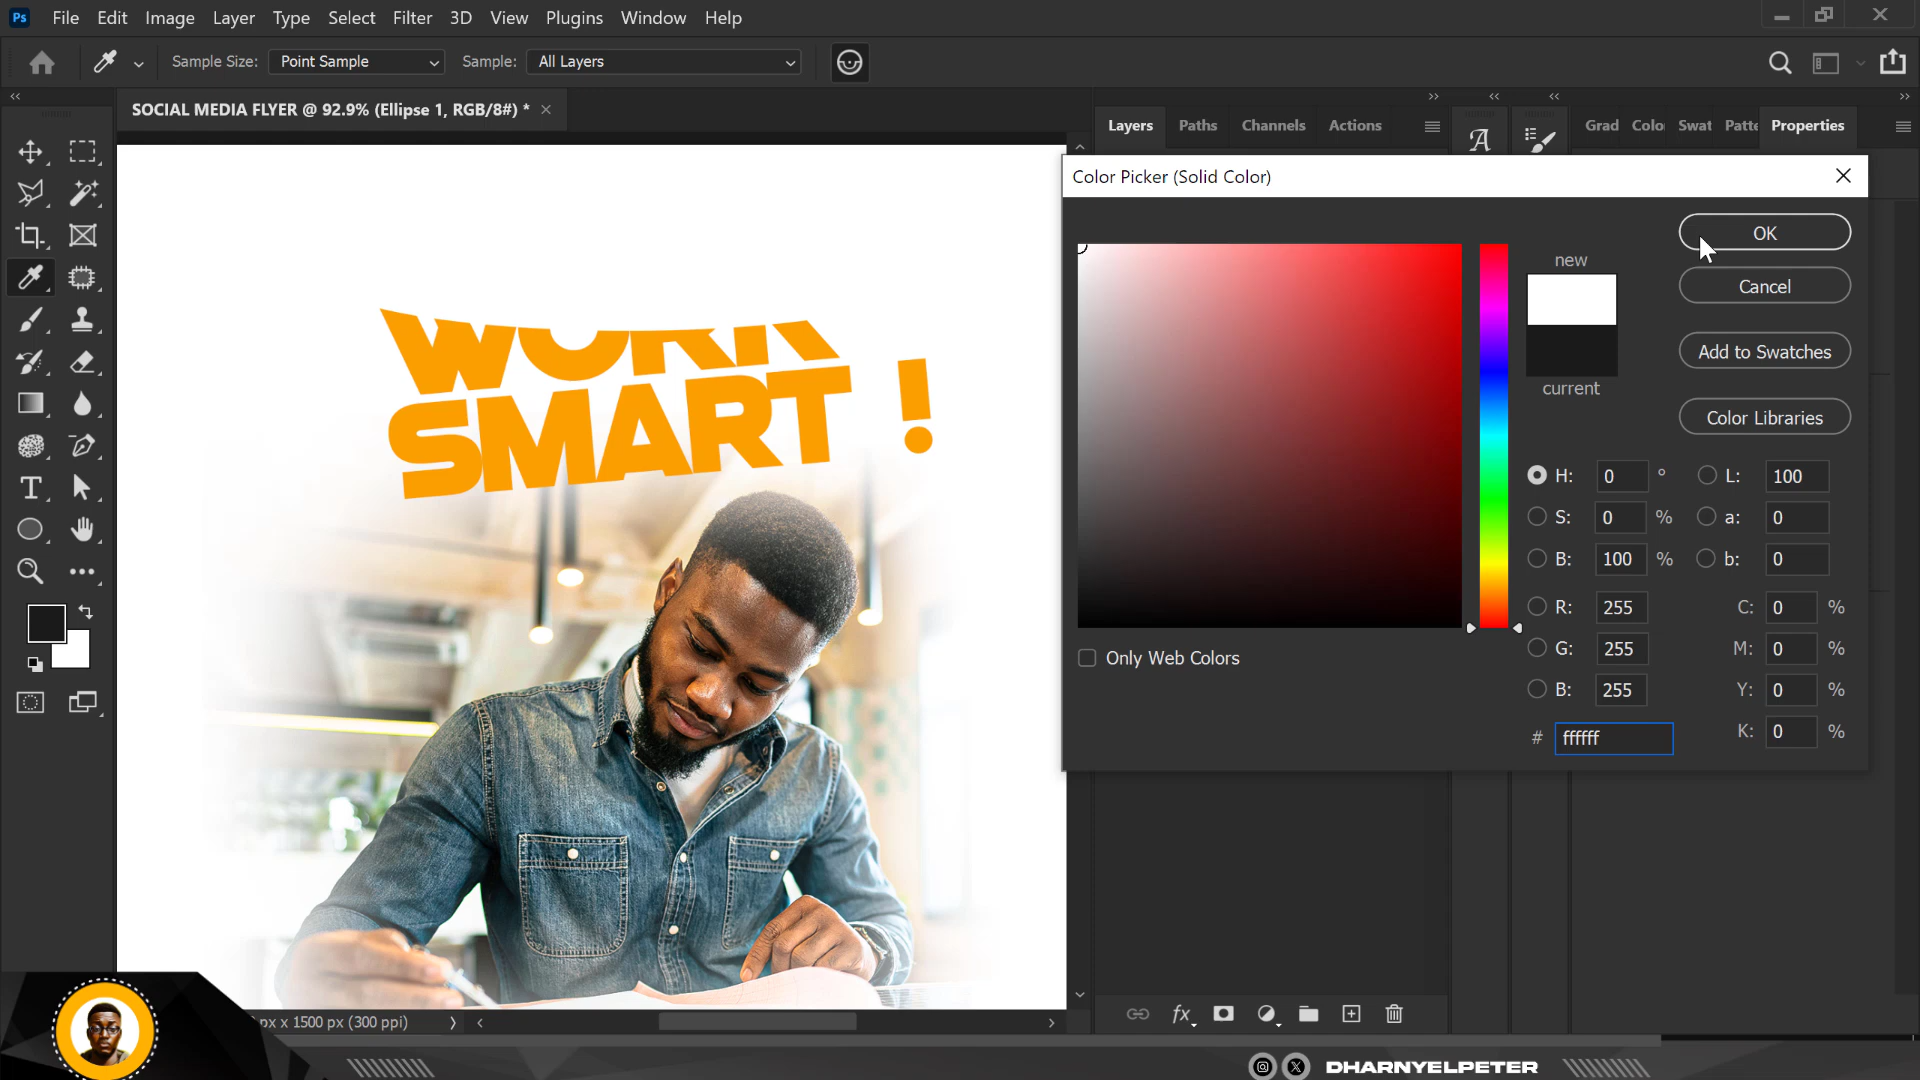 Ps File Edit Image Layer Type Select Filter 3D View Plugins Window Help
Sample Size: Point Sample Sample: All Layers
SOCIAL MEDIA FLYER @ 92.9% (Ellipse 1, RGB/8#) *
Layers Paths Channels Actions
Grad Colo Swat Patte Properties
Color Picker (Solid Color)
OK
new
Cancel
Add to Swatches
current
Color Libraries
H: 0 ° L: 100
S: 0 % a: 0
B: 100 % b: 0
R: 255 C: 0 %
G: 255 M: 0 %
B: 255 Y: 0 %
# ffffff K: 0 %
Only Web Colors
WORK
SMART !
px x 1500 px (300 ppi)
fx
DHARNYELPETER